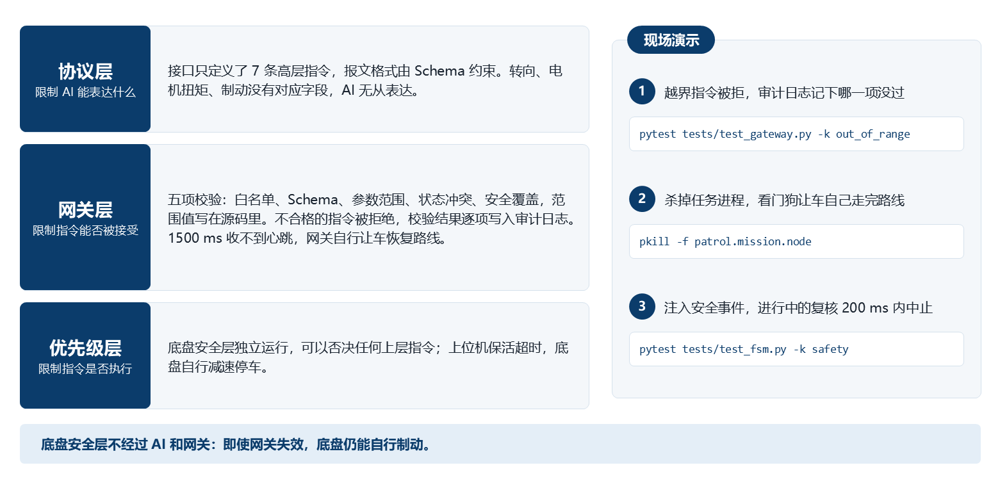 协议层
限制 AI 能表达什么
接口只定义了 7 条高层指令，报文格式由 Schema 约束。转向、电
机扭矩、制动没有对应字段，AI 无从表达。
网关层
限制指令能否被接受
五项校验：白名单、Schema、参数范围、状态冲突、安全覆盖，范
围值写在源码里。不合格的指令被拒绝，校验结果逐项写入审计日志。
1500 ms 收不到心跳，网关自行让车恢复路线。
优先级层
限制指令是否执行
底盘安全层独立运行，可以否决任何上层指令；上位机保活超时，底
盘自行减速停车。
现场演示
1 越界指令被拒，审计日志记下哪一项没过
pytest tests/test_gateway.py -k out_of_range
2 杀掉任务进程，看门狗让车自己走完路线
pkill -f patrol.mission.node
3 注入安全事件，进行中的复核 200 ms 内中止
pytest tests/test_fsm.py -k safety
底盘安全层不经过 AI 和网关：即使网关失效，底盘仍能自行制动。